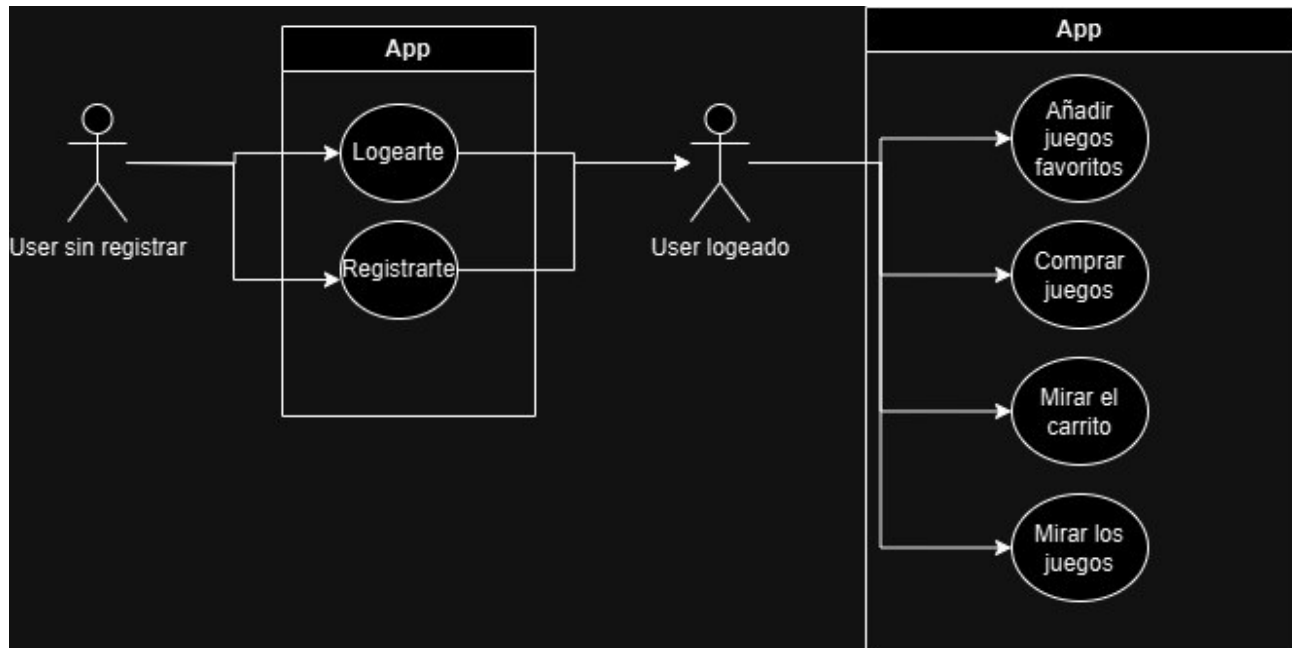 App
Logearte
Registrarte
User sin registrar
User logeado
App
Añadir
juegos
favoritos
Comprar
juegos
Mirar el
carrito
Mirar los
juegos